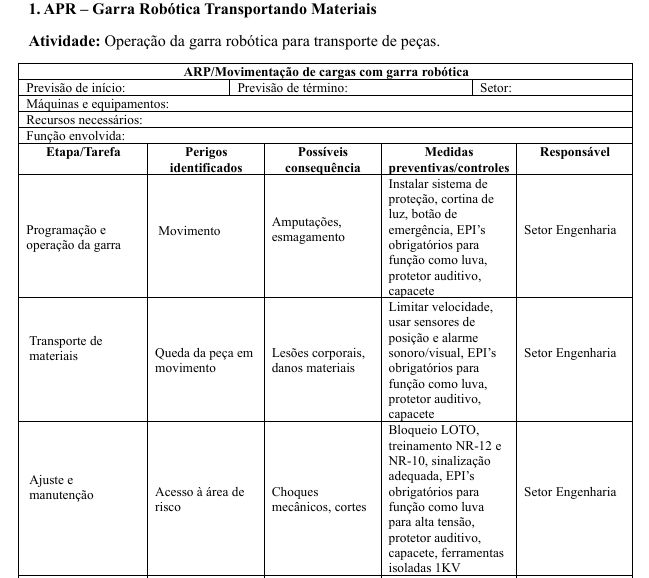 1. APR – Garra Robótica Transportando Materiais
Atividade: Operação da garra robótica para transporte de peças.
ARP/Movimentação de cargas com garra robótica
Previsão de início: Previsão de término: Setor:
Máquinas e equipamentos:
Recursos necessários:
Função envolvida:
Etapa/Tarefa
Perigos
identificados
Possíveis
consequência
Medidas
preventivas/controles
Responsável
Programação e
operação da garra
Movimento
Amputações,
esmagamento
Instalar sistema de
proteção, cortina de
luz, botão de
emergência, EPI’s
obrigatórios para
função como luva,
protetor auditivo,
capacete
Setor Engenharia
Transporte de
materiais
Queda da peça em
movimento
Lesões corporais,
danos materiais
Limitar velocidade,
usar sensores de
posição e alarme
sonoro/visual, EPI’s
obrigatórios para
função como luva,
protetor auditivo,
capacete
Setor Engenharia
Ajuste e
manutenção
Acesso à área de
risco
Choques
mecânicos, cortes
Bloqueio LOTO,
treinamento NR-12 e
NR-10, sinalização
adequada, EPI’s
obrigatórios para
função como luva
para alta tensão,
protetor auditivo,
capacete, ferramentas
isoladas 1KV
Setor Engenharia